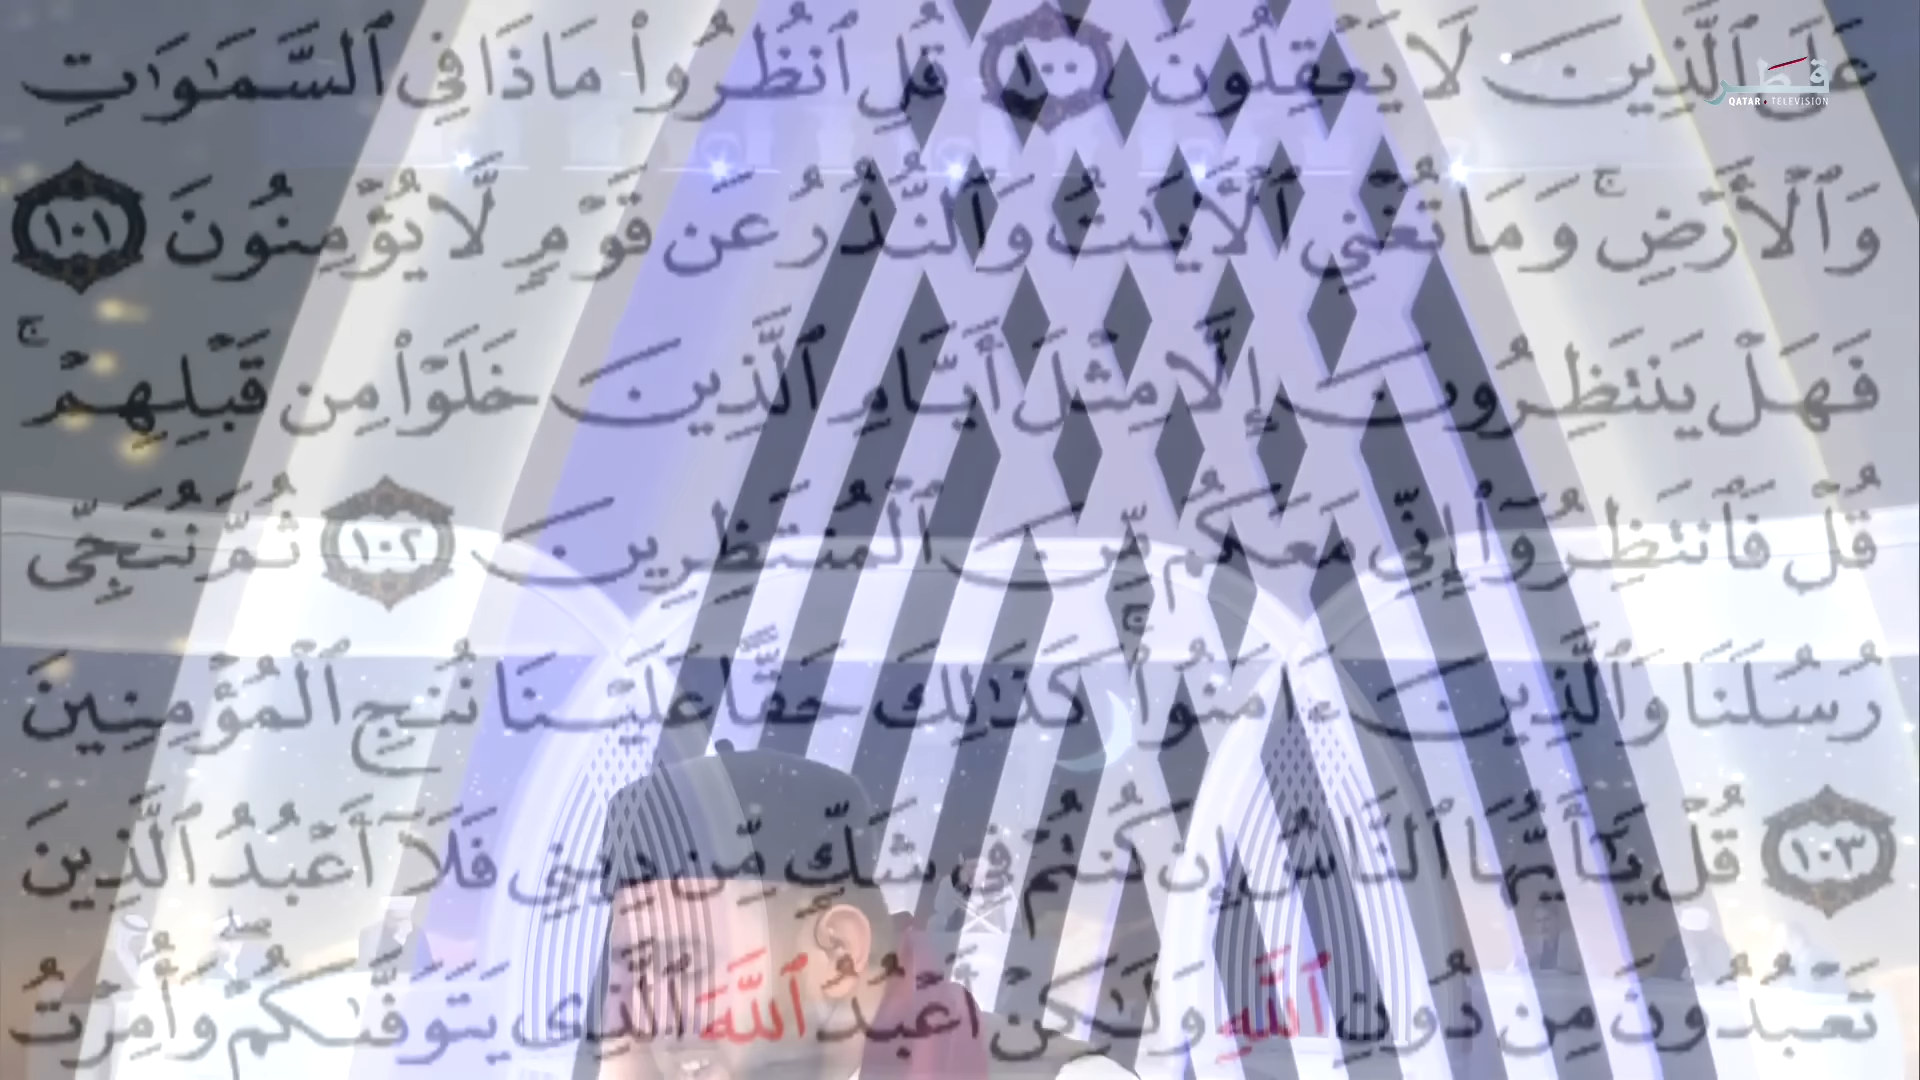 عَلَى ٱلَّذِينَ لَا يَعْقِلُونَ ١٠٠ قُلِ ٱنظُرُوا۟ مَاذَا فِى ٱلسَّمَٰوَٰتِ
وَٱلْأَرْضِ ۚ وَمَا تُغْنِى ٱلْءَايَٰتُ وَٱلنُّذُرُ عَن قَوْمٍ لَّا يُؤْمِنُونَ ١٠١
فَهَلْ يَنتَظِرُونَ إِلَّا مِثْلَ أَيَّامِ ٱلَّذِينَ خَلَوْا۟ مِن قَبْلِهِمْ ۚ
قُلْ فَٱنتَظِرُوٓا۟ إِنِّى مَعَكُم مِّنَ ٱلْمُنتَظِرِينَ ١٠٢ ثُمَّ نُنَجِّى
رُسُلَنَا وَٱلَّذِينَ ءَامَنُوا۟ ۚ كَذَٰلِكَ حَقًّا عَلَيْنَا نُنجِ ٱلْمُؤْمِنِينَ
١٠٣ قُلْ يَٰٓأَيُّهَا ٱلنَّاسُ إِن كُنتُمْ فِى شَكٍّ مِّن دِينِى فَلَآ أَعْبُدُ ٱلَّذِينَ
تَعْبُدُونَ مِن دُونِ ٱللَّهِ وَلَٰكِنْ أَعْبُدُ ٱللَّهَ ٱلَّذِى يَتَوَفَّىٰكُمْ ۖ وَأُمِرْتُ
قطر
QATAR TELEVISION